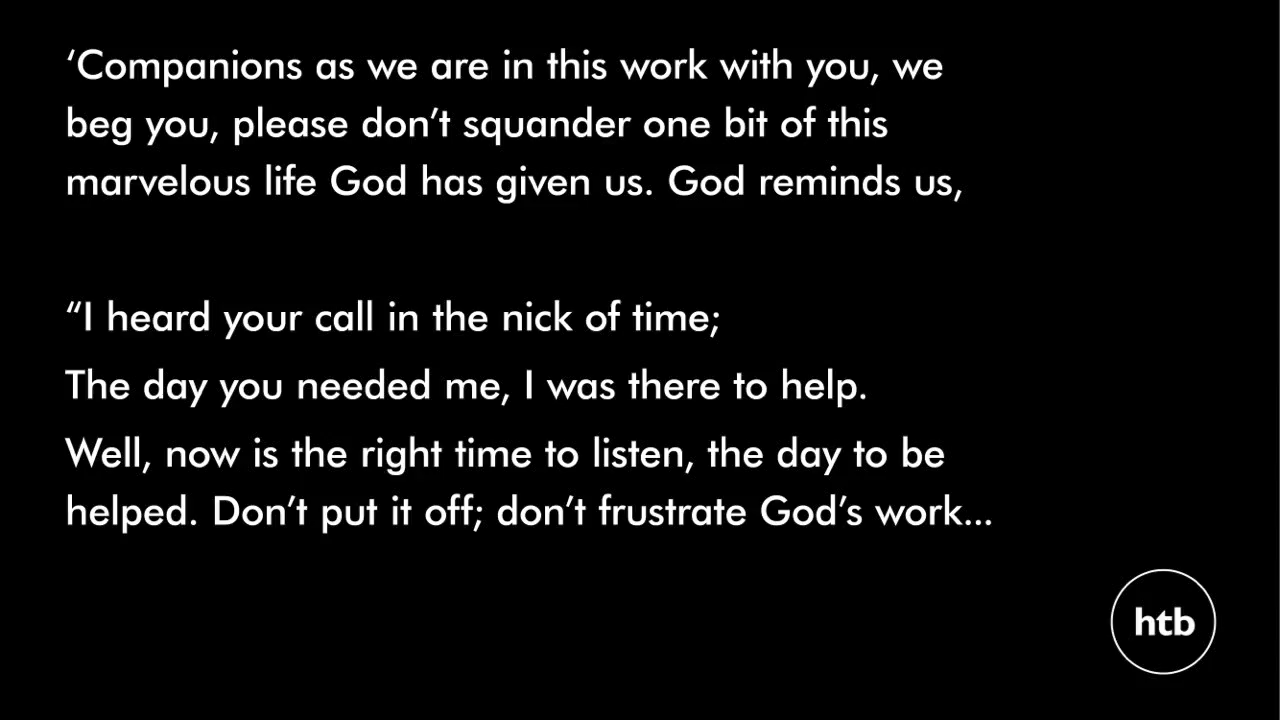 ‘Companions as we are in this work with you, we
beg you, please don’t squander one bit of this
marvelous life God has given us. God reminds us,
“I heard your call in the nick of time;
The day you needed me, I was there to help.
Well, now is the right time to listen, the day to be
helped. Don’t put it off; don’t frustrate God’s work...
htb